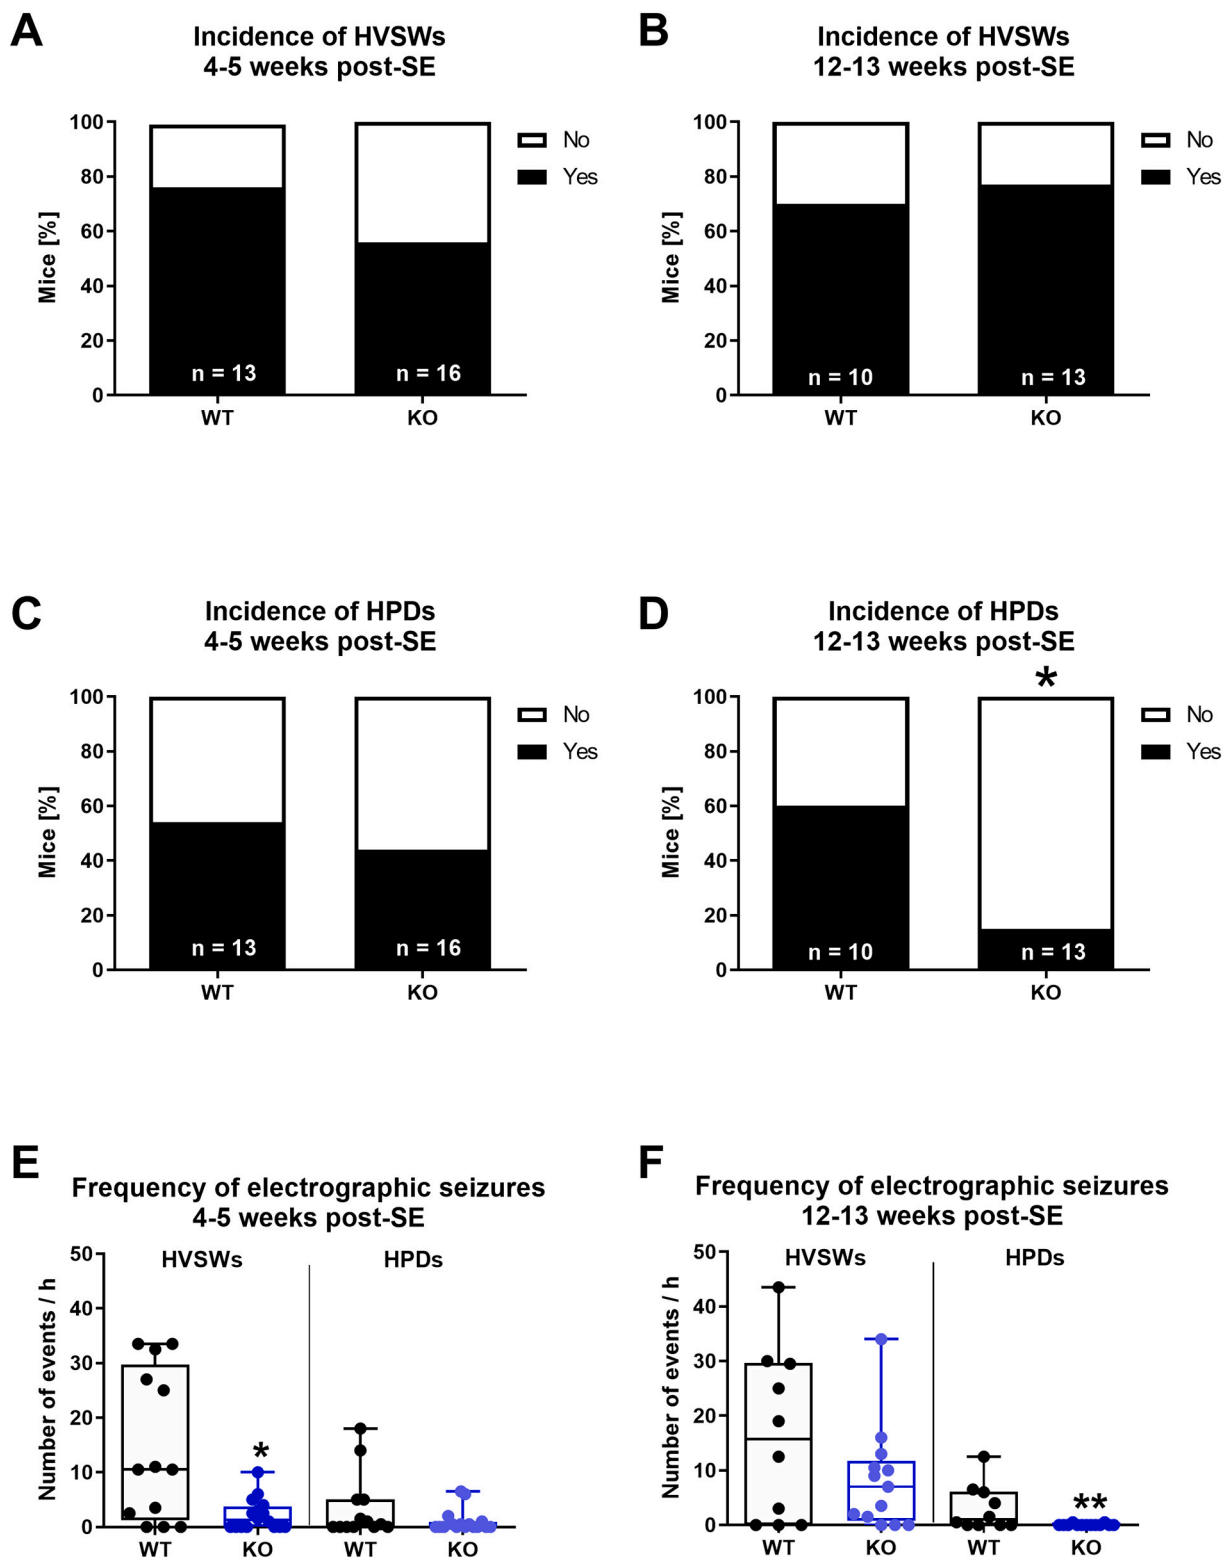 A
Incidence of HVSWs
4-5 weeks post-SE
Mice [%]
100
80
60
40
20
0
n = 13
n = 16
WT
KO
No
Yes
B
Incidence of HVSWs
12-13 weeks post-SE
Mice [%]
100
80
60
40
20
0
n = 10
n = 13
WT
KO
No
Yes
C
Incidence of HPDs
4-5 weeks post-SE
Mice [%]
100
80
60
40
20
0
n = 13
n = 16
WT
KO
No
Yes
D
Incidence of HPDs
12-13 weeks post-SE
*
Mice [%]
100
80
60
40
20
0
n = 10
n = 13
WT
KO
No
Yes
E
Frequency of electrographic seizures
4-5 weeks post-SE
HVSWs
HPDs
Number of events / h
50
40
30
20
10
0
*
WT
KO
WT
KO
F
Frequency of electrographic seizures
12-13 weeks post-SE
HVSWs
HPDs
Number of events / h
50
40
30
20
10
0
**
WT
KO
WT
KO